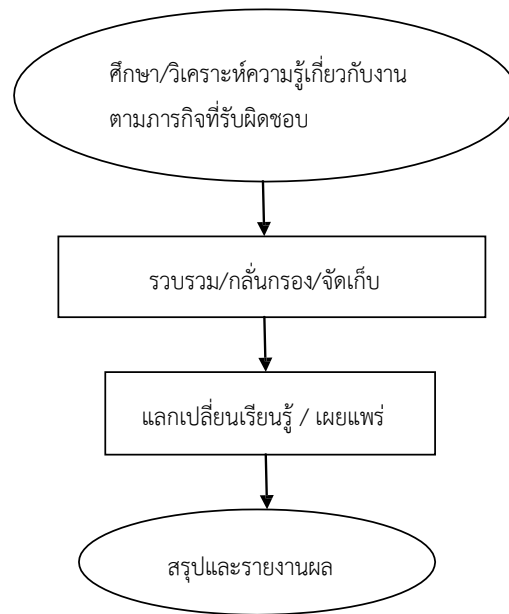 ศึกษา/วิเคราะห์ความรู้เกี่ยวกับงาน
ตามภารกิจที่รับผิดชอบ
รวบรวม/กลั่นกรอง/จัดเก็บ
แลกเปลี่ยนเรียนรู้ / เผยแพร่
สรุปและรายงานผล